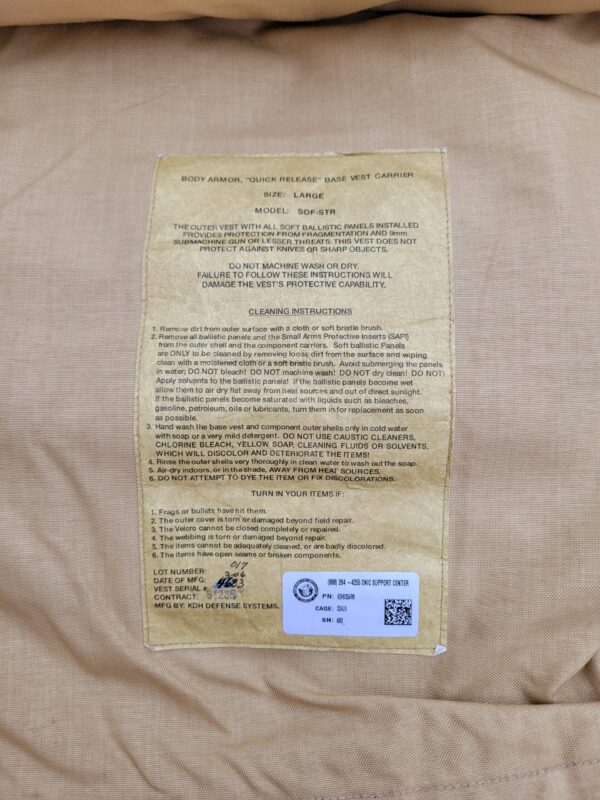 BODY ARMOR, "QUICK RELEASE" BASE VEST CARRIER
SIZE: LARGE
MODEL: SOF-STR
THE OUTER VEST WITH ALL SOFT BALLISTIC PANELS INSTALLED
PROVIDES PROTECTION FROM FRAGMENTATION AND 9mm
SUBMACHINE GUN OR LESSER THREATS. THIS VEST DOES NOT
PROTECT AGAINST KNIVES OR SHARP OBJECTS.
DO NOT MACHINE WASH OR DRY.
FAILURE TO FOLLOW THESE INSTRUCTIONS WILL
DAMAGE THE VEST'S PROTECTIVE CAPABILITY.
CLEANING INSTRUCTIONS
1. Remove dirt from outer surface with a cloth or soft bristle brush.
2. Remove all ballistic panels and the Small Arms Protective Inserts (SAPI)
from the outer shell and the component carriers. Soft ballistic Panels
are ONLY to be cleaned by removing loose dirt from the surface and wiping
clean with a moistened cloth or a soft bristle brush. Avoid submerging the panels
in water; DO NOT bleach! DO NOT machine wash! DO NOT dry clean! DO NOT!
Apply solvents to the ballistic panels! If the ballistic panels become wet
allow them to air dry flat away from heat sources and out of direct sunlight.
If the ballistic panels become saturated with liquids such as bleaches,
gasoline, petroleum, oils or lubricants, turn them in for replacement as soon
as possible.
3. Hand wash the base vest and component outer shells only in cold water
with soap or a very mild detergent. DO NOT USE CAUSTIC CLEANERS,
CHLORINE BLEACH, YELLOW SOAP, CLEANING FLUIDS OR SOLVENTS,
WHICH WILL DISCOLOR AND DETERIORATE THE ITEMS!
4. Rinse the outer shells very thoroughly in clean water to wash out the soap.
5. Air-dry indoors, or in the shade, AWAY FROM HEAT SOURCES.
6. DO NOT ATTEMPT TO DYE THE ITEM OR FIX DISCOLORATIONS.
TURN IN YOUR ITEMS IF:
1. Frags or bullets have hit them.
2. The outer cover is torn or damaged beyond field repair.
3. The Velcro cannot be closed completely or repaired.
4. The webbing is torn or damaged beyond repair.
5. The items cannot be adequately cleaned, or are badly discolored.
6. The items have open seams or broken components.
LOT NUMBER: 017
DATE OF MFG: 3-06
VEST SERIAL #:
CONTRACT:
MFG BY: KDH DEFENSE SYSTEMS,
(888) 264-4255 CNIC SUPPORT CENTER
PN:
CAGE:
SN: